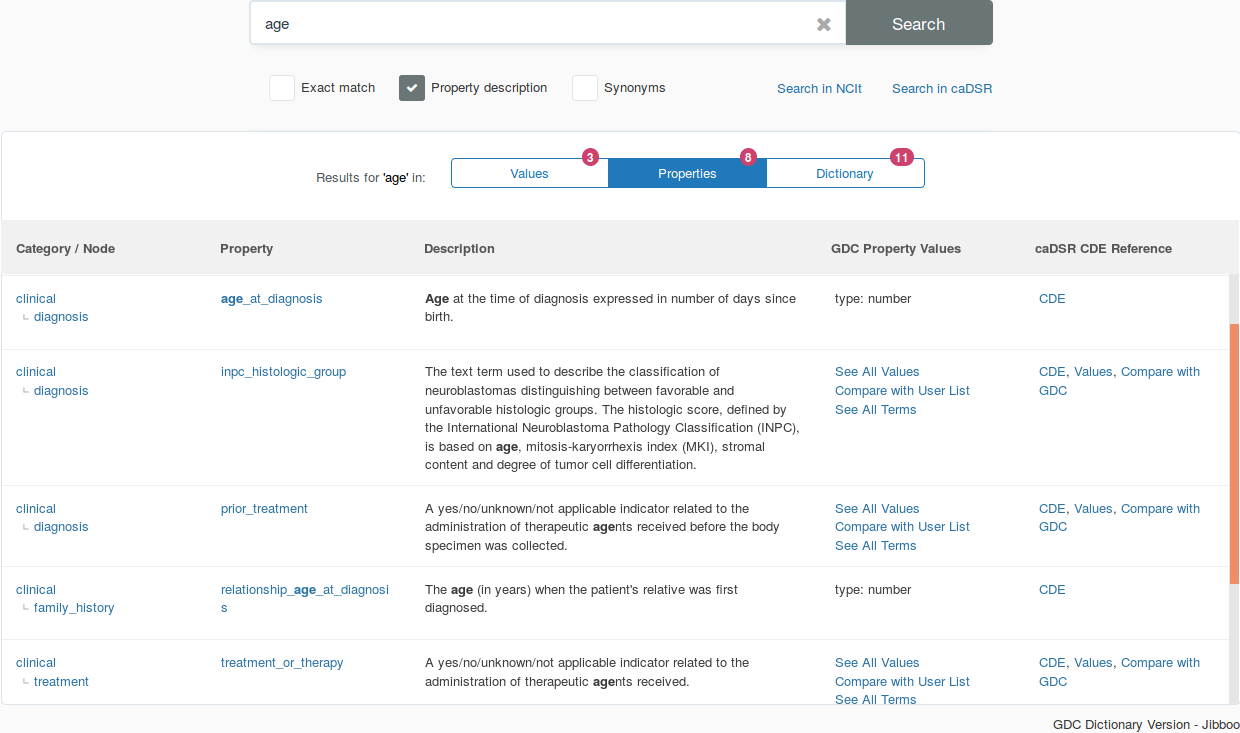 age
Search
Exact match Property description Synonyms Search in NCIt Search in caDSR
Results for 'age' in: Values 3 Properties 8 Dictionary 11
Category / Node Property Description GDC Property Values caDSR CDE Reference
clinical age_at_diagnosis Age at the time of diagnosis expressed in number of days since type: number CDE
diagnosis birth.
clinical inpc_histologic_group The text term used to describe the classification of See All Values CDE, Values, Compare with
diagnosis neuroblastomas distinguishing between favorable and Compare with User List GDC
unfavorable histologic groups. The histologic score, defined by See All Terms
the International Neuroblastoma Pathology Classification (INPC),
is based on age, mitosis-karyorrhexis index (MKI), stromal
content and degree of tumor cell differentiation.
clinical prior_treatment A yes/no/unknown/not applicable indicator related to the See All Values CDE, Values, Compare with
diagnosis administration of therapeutic agents received before the body Compare with User List GDC
specimen was collected. See All Terms
clinical relationship_age_at_diagnosi The age (in years) when the patient's relative was first type: number CDE
family_history s diagnosed.
clinical treatment_or_therapy A yes/no/unknown/not applicable indicator related to the See All Values CDE, Values, Compare with
treatment administration of therapeutic agents received. Compare with User List GDC
See All Terms
GDC Dictionary Version - Jibboo